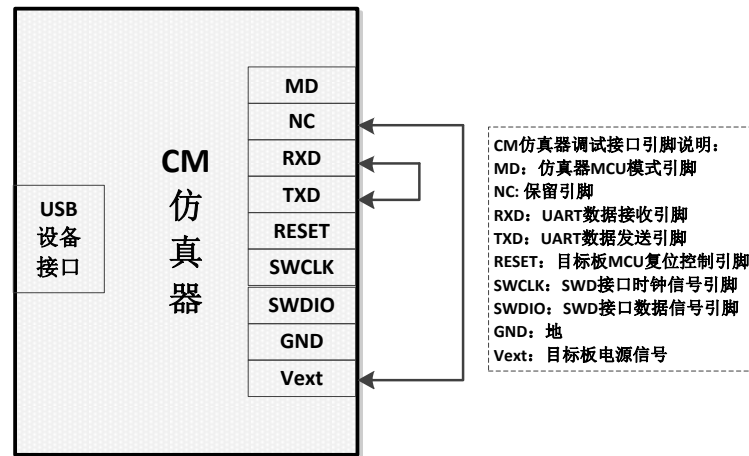 USB
设备
接口
CM
仿
真
器
MD
NC
RXD
TXD
RESET
SWCLK
SWDIO
GND
Vext
CM仿真器调试接口引脚说明：
MD：仿真器MCU模式引脚
NC: 保留引脚
RXD：UART数据接收引脚
TXD：UART数据发送引脚
RESET：目标板MCU复位控制引脚
SWCLK：SWD接口时钟信号引脚
SWDIO：SWD接口数据信号引脚
GND：地
Vext：目标板电源信号